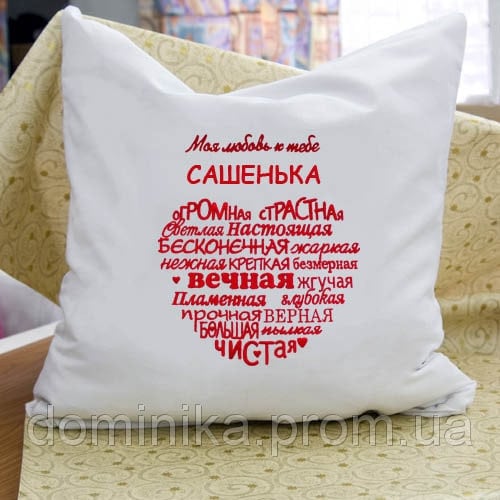 Моя любовь к тебе
САШЕНЬКА
огРОМная стРАСТНАя
Светлая Настоящая
БЕСКОНЕЧНАЯ жаркая
нежная КРЕПКАЯ безмерная
вечная жгучая
Пламенная глубокая
прочная ВЕРНАЯ
БОЛЬШАЯ пылкая
ЧИСТая
dominika.prom.ua